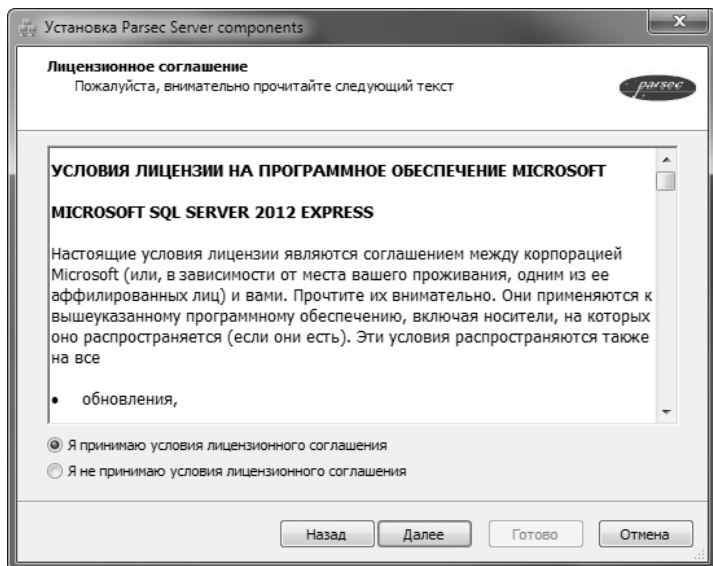 Установка Parsec Server components
Лицензионное соглашение
Пожалуйста, внимательно прочитайте следующий текст
parsec
УСЛОВИЯ ЛИЦЕНЗИИ НА ПРОГРАММНОЕ ОБЕСПЕЧЕНИЕ MICROSOFT
MICROSOFT SQL SERVER 2012 EXPRESS
Настоящие условия лицензии являются соглашением между корпорацией
Microsoft (или, в зависимости от места вашего проживания, одним из ее
аффилированных лиц) и вами. Прочтите их внимательно. Они применяются к
вышеуказанному программному обеспечению, включая носители, на которых
оно распространяется (если они есть). Эти условия распространяются также
на все
• обновления,
Я принимаю условия лицензионного соглашения
Я не принимаю условия лицензионного соглашения
Назад Далее Готово Отмена